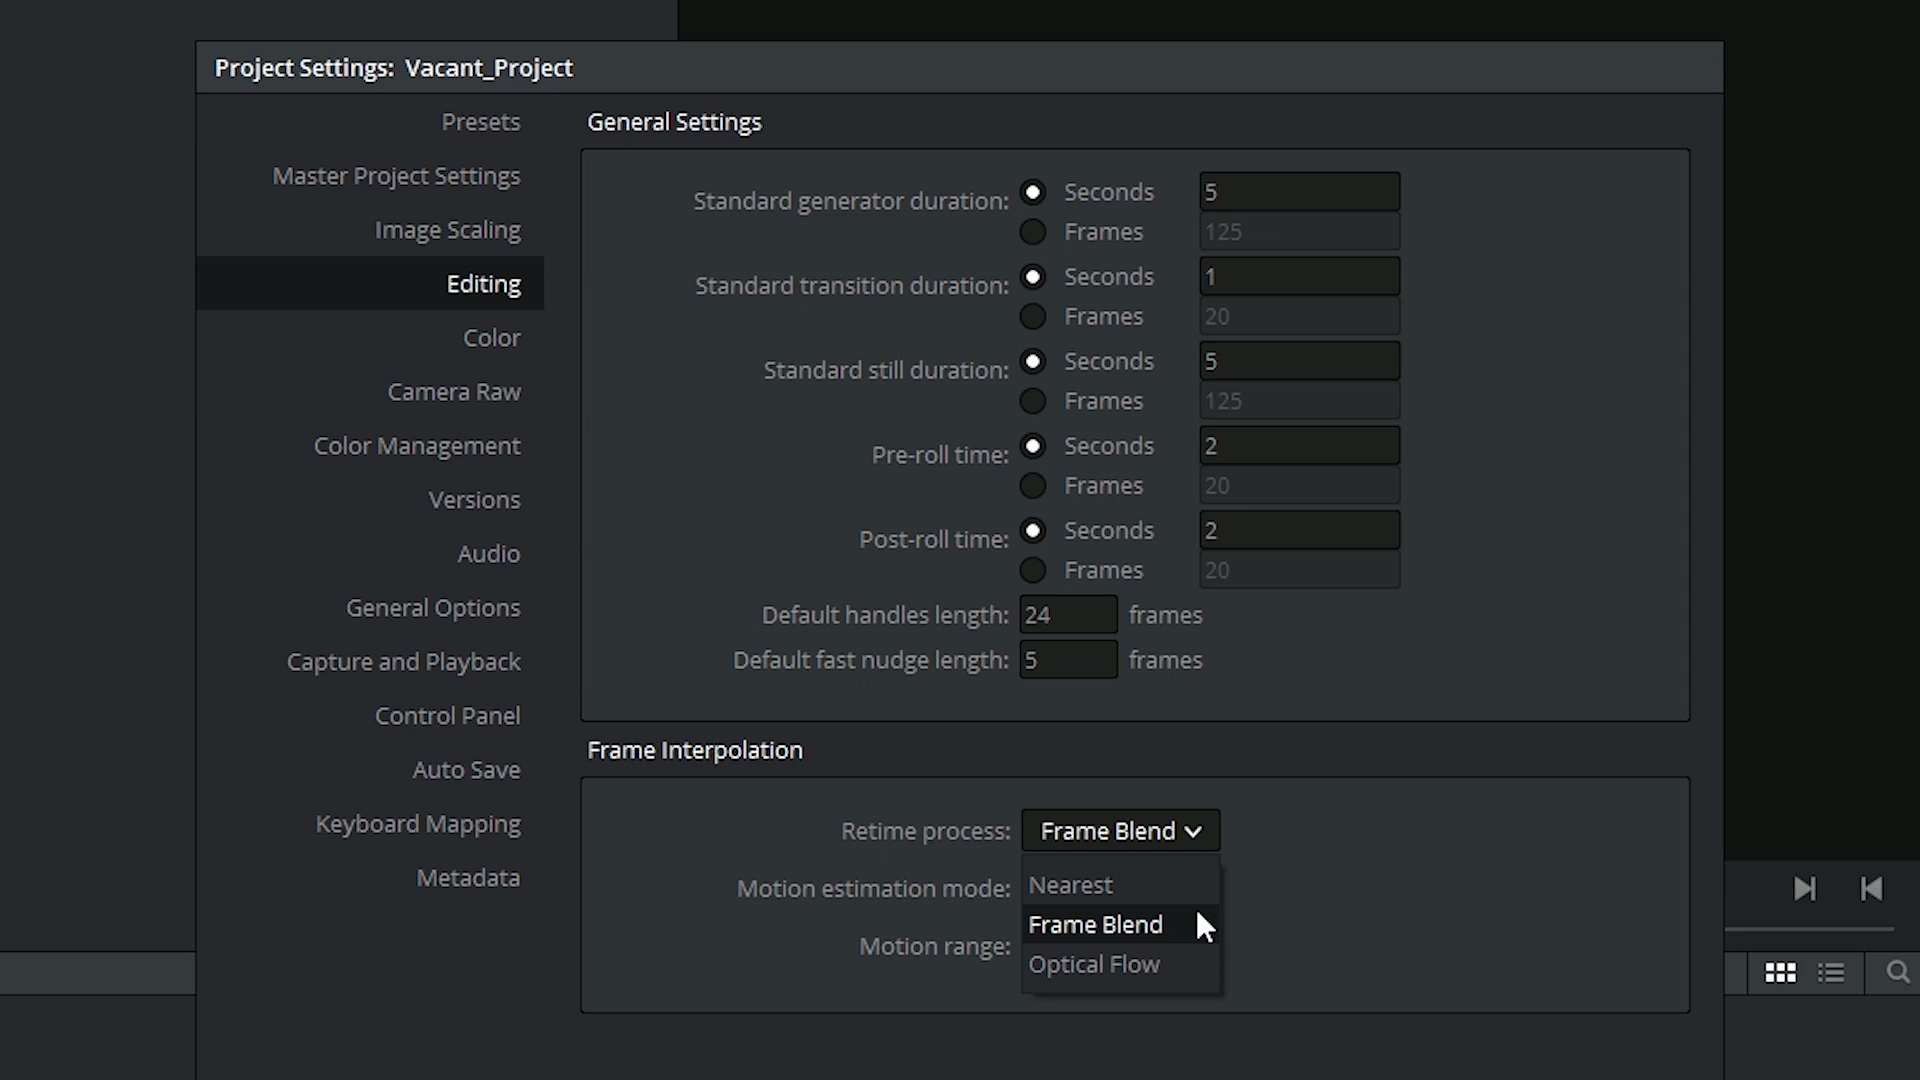 Project Settings: Vacant_Project
Presets
Master Project Settings
Image Scaling
Editing
Color
Camera Raw
Color Management
Versions
Audio
General Options
Capture and Playback
Control Panel
Auto Save
Keyboard Mapping
Metadata
General Settings
Standard generator duration: Seconds 5
Frames 125
Standard transition duration: Seconds 1
Frames 20
Standard still duration: Seconds 5
Frames 125
Pre-roll time: Seconds 2
Frames 20
Post-roll time: Seconds 2
Frames 20
Default handles length: 24 frames
Default fast nudge length: 5 frames
Frame Interpolation
Retime process: Frame Blend
Nearest
Motion estimation mode:
Frame Blend
Motion range:
Optical Flow